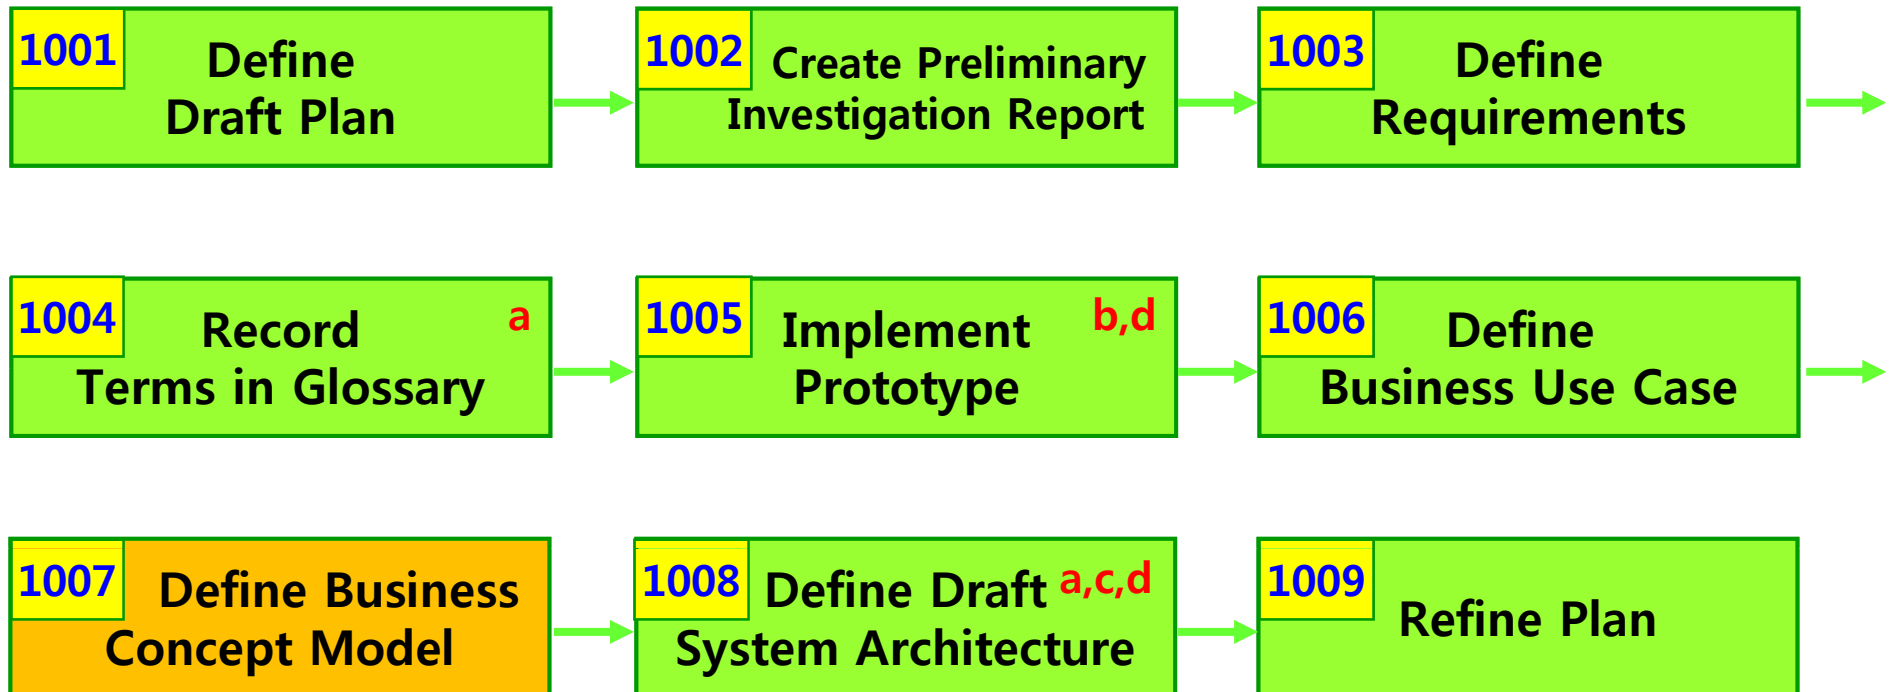 1001
Define
Draft Plan
1002
Create Preliminary
Investigation Report
1003
Define
Requirements
1004
Record a
Terms in Glossary
1005
Implement b,d
Prototype
1006
Define
Business Use Case
1007
Define Business
Concept Model
1008
Define Draft a,c,d
System Architecture
1009
Refine Plan